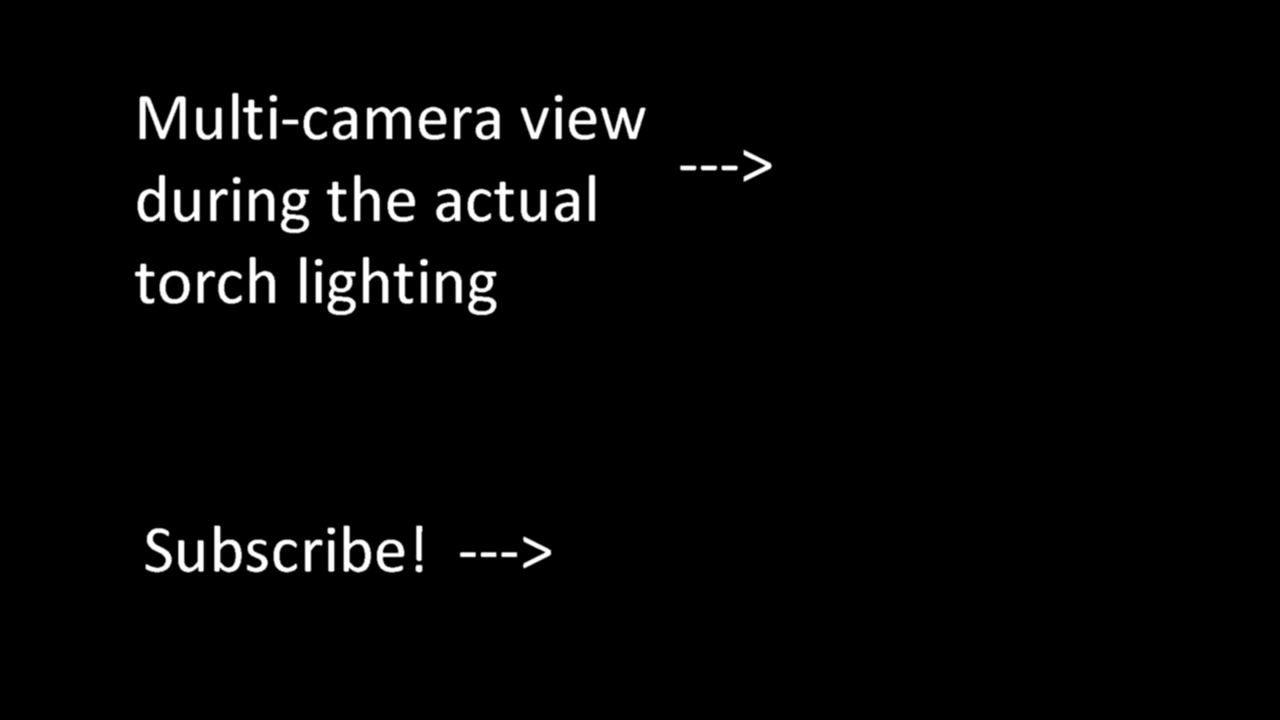 Multi-camera view
--->
during the actual
torch lighting
Subscribe! --->